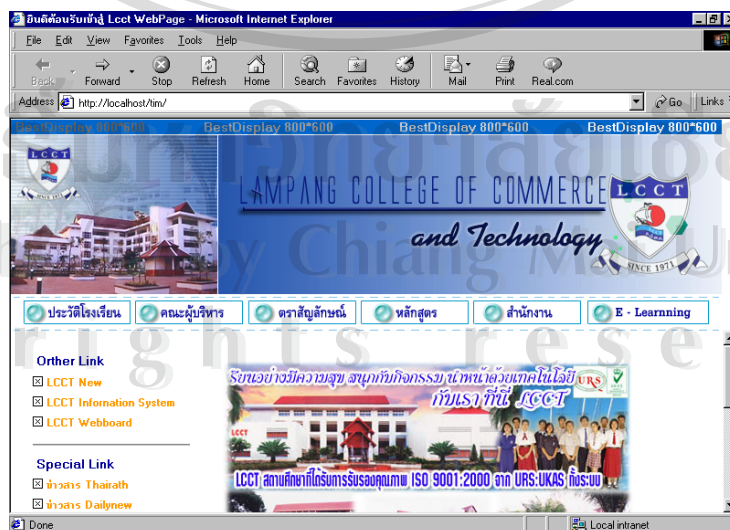 ยินดีต้อนรับเข้าสู่ Lcct WebPage - Microsoft Internet Explorer
File Edit View Favorites Tools Help
Back Forward Stop Refresh Home Search Favorites History Mail Print Real.com
Address http://localhost/tim/ Go Links
BestDisplay 800*600 BestDisplay 800*600 BestDisplay 800*600 BestDisplay 800*600
LCCT
LAMPANG COLLEGE OF COMMERCE
and Technology
LCCT
SINCE 1971
ประวัติโรงเรียน คณะผู้บริหาร ตราสัญลักษณ์ หลักสูตร สำนักงาน E - Learnning
Orther Link
LCCT New
LCCT Infornation System
LCCT Webboard
Special Link
ข่าวสาร Thairath
ข่าวสาร Dailynew
เรียนอย่างมีความสุข สนุกกับกิจกรรม นำหน้าด้วยเทคโนโลยี
กับเรา ที่นี่ LCCT
URS
LCCT
LCCT สถานศึกษาที่ได้รับการรับรองคุณภาพ ISO 9001:2000 จาก URS:UKAS ทั้งระบบ
Done Local intranet
by Chiang Mai
rights rese